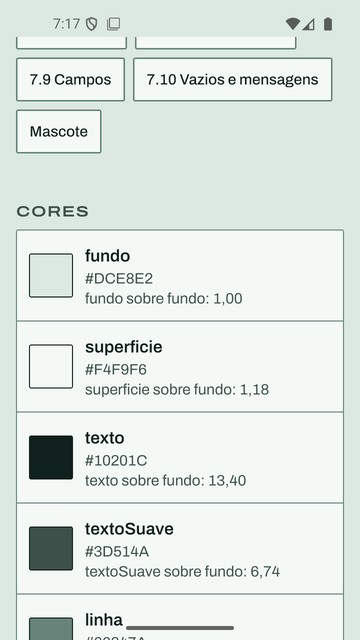 7:17
7.9 Campos
7.10 Vazios e mensagens
Mascote
CORES
fundo
#DCE8E2
fundo sobre fundo: 1,00
superficie
#F4F9F6
superficie sobre fundo: 1,18
texto
#10201C
texto sobre fundo: 13,40
textoSuave
#3D514A
textoSuave sobre fundo: 6,74
linha